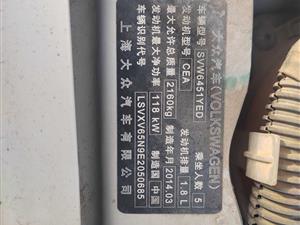 大众汽车(VOLKSWAGEN)
车辆型号 SVW6451YED 乘坐人数 5
发动机型号 CEA 发动机排量 1.8 L
最大允许总质量 2160kg 制造年月 2014.03
发动机最大净功率 118 kW 制造国 中国
车辆识别代号 LSVXV65N9E2050685
上海大众汽车有限公司